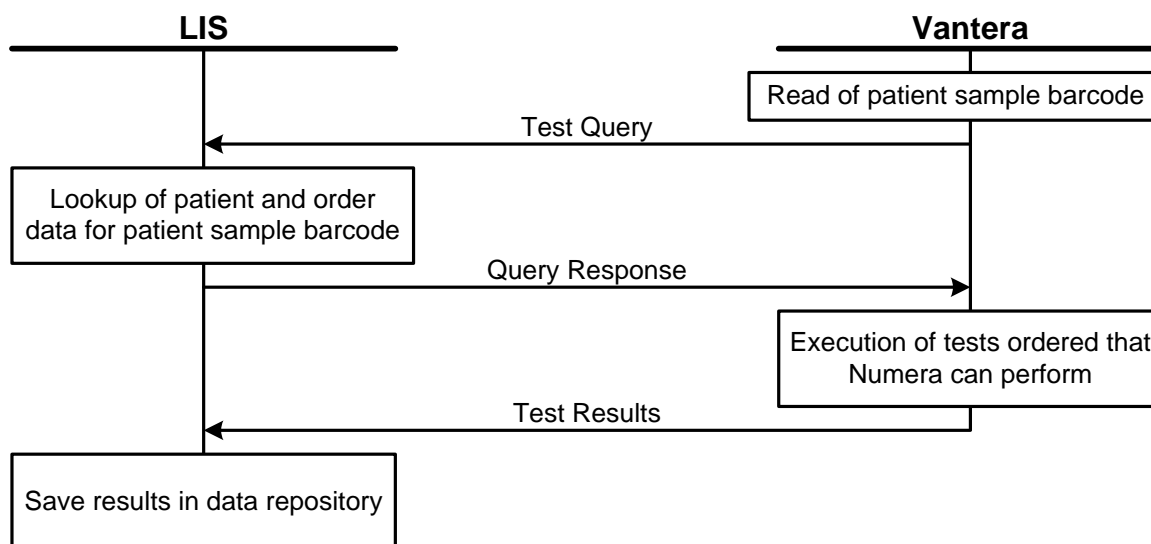 LIS
Vantera
Read of patient sample barcode
Test Query
Lookup of patient and order
data for patient sample barcode
Query Response
Execution of tests ordered that
Numera can perform
Test Results
Save results in data repository